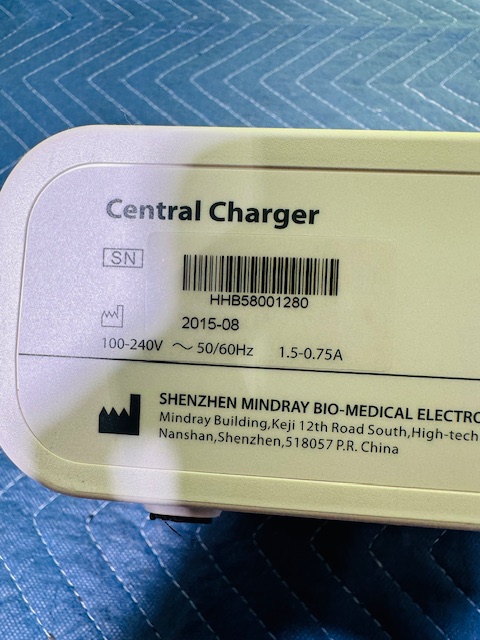 Central Charger
SN
HHB58001280
2015-08
100-240V ~ 50/60Hz 1.5-0.75A
SHENZHEN MINDRAY BIO-MEDICAL
Mindray Building,Keji 12th Road South,High-tech
Nanshan,Shenzhen,518057 P.R. China